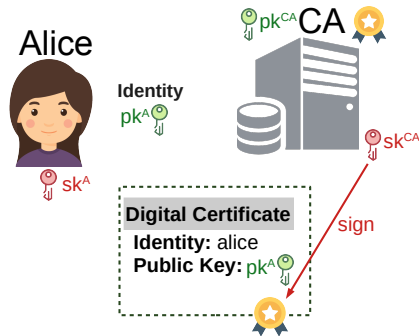 Alice
pkᶜᴬ CA
Identity
pkᴬ
skᴬ
skᶜᴬ
sign
Digital Certificate
Identity: alice
Public Key: pkᴬ